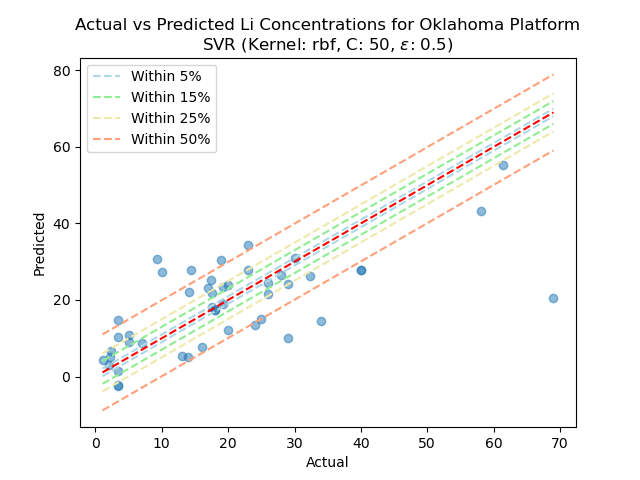 Actual vs Predicted Li Concentrations for Oklahoma Platform
SVR (Kernel: rbf, C: 50, ε: 0.5)
Within 5%
Within 15%
Within 25%
Within 50%
80
60
40
20
0
Predicted
0 10 20 30 40 50 60 70
Actual